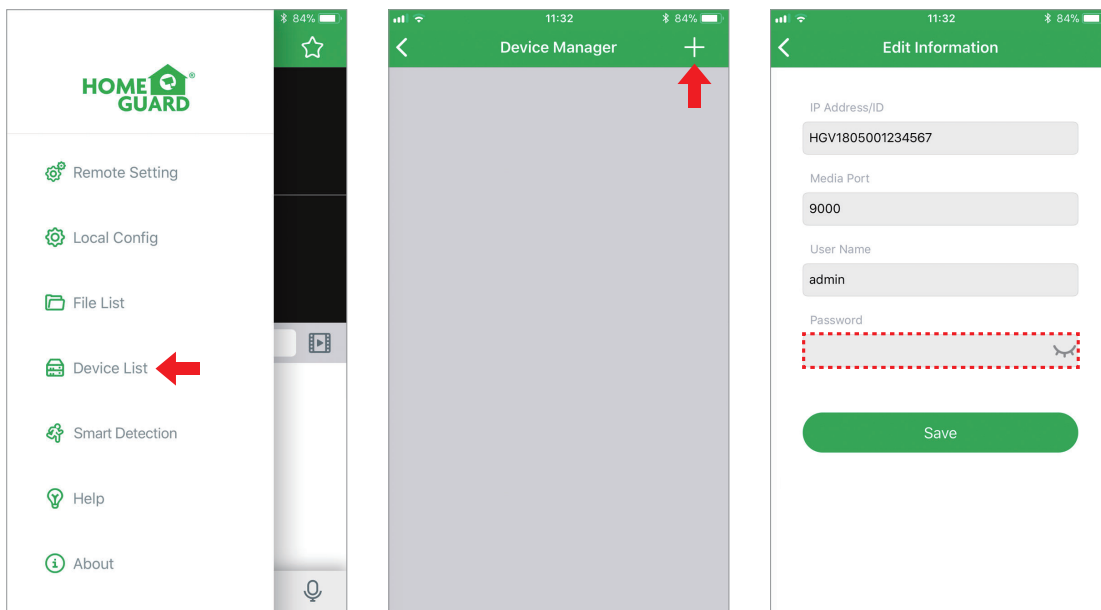 84%
HOME
GUARD
®
Remote Setting
Local Config
File List
Device List
Smart Detection
Help
About
11:32
84%
Device Manager
11:32
84%
Edit Information
IP Address/ID
HGV1805001234567
Media Port
9000
User Name
admin
Password
Save